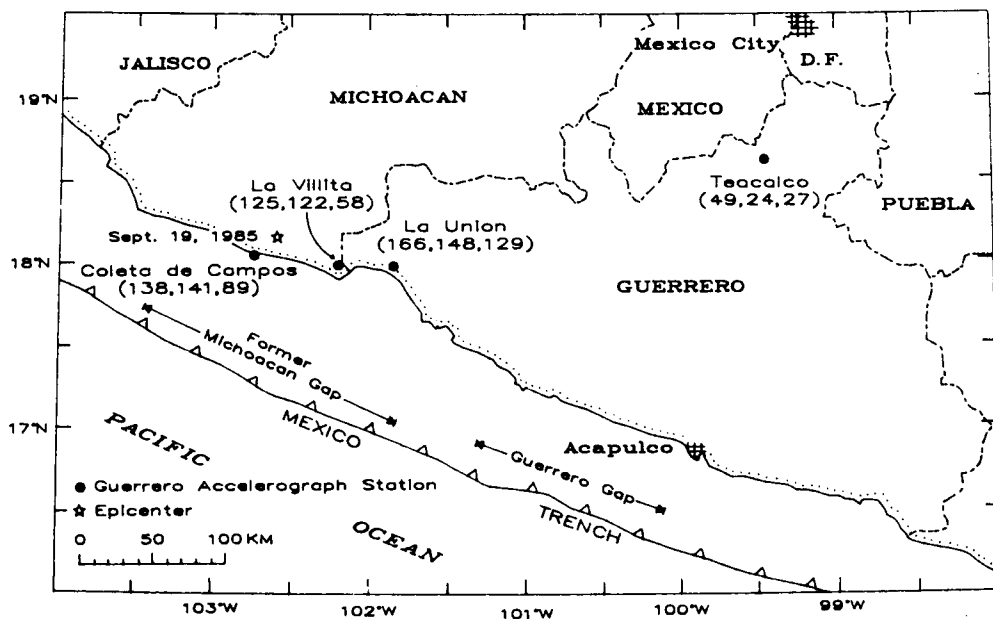 Mexico City
D.F.
JALISCO
19°N
MICHOACAN
MEXICO
La Villita
(125,122,58)
Teacalco
(49,24,27)
PUEBLA
La Union
(166,148,129)
Sept. 19, 1985
18°N
Coleta de Campos
(138,141,89)
GUERRERO
Former
Michoacan Gap
MEXICO
TRENCH
17°N
PACIFIC
OCEAN
Acapulco
Guerrero Gap
Guerrero Accelerograph Station
Epicenter
0 50 100 KM
103°W
102°W
101°W
100°W
99°W